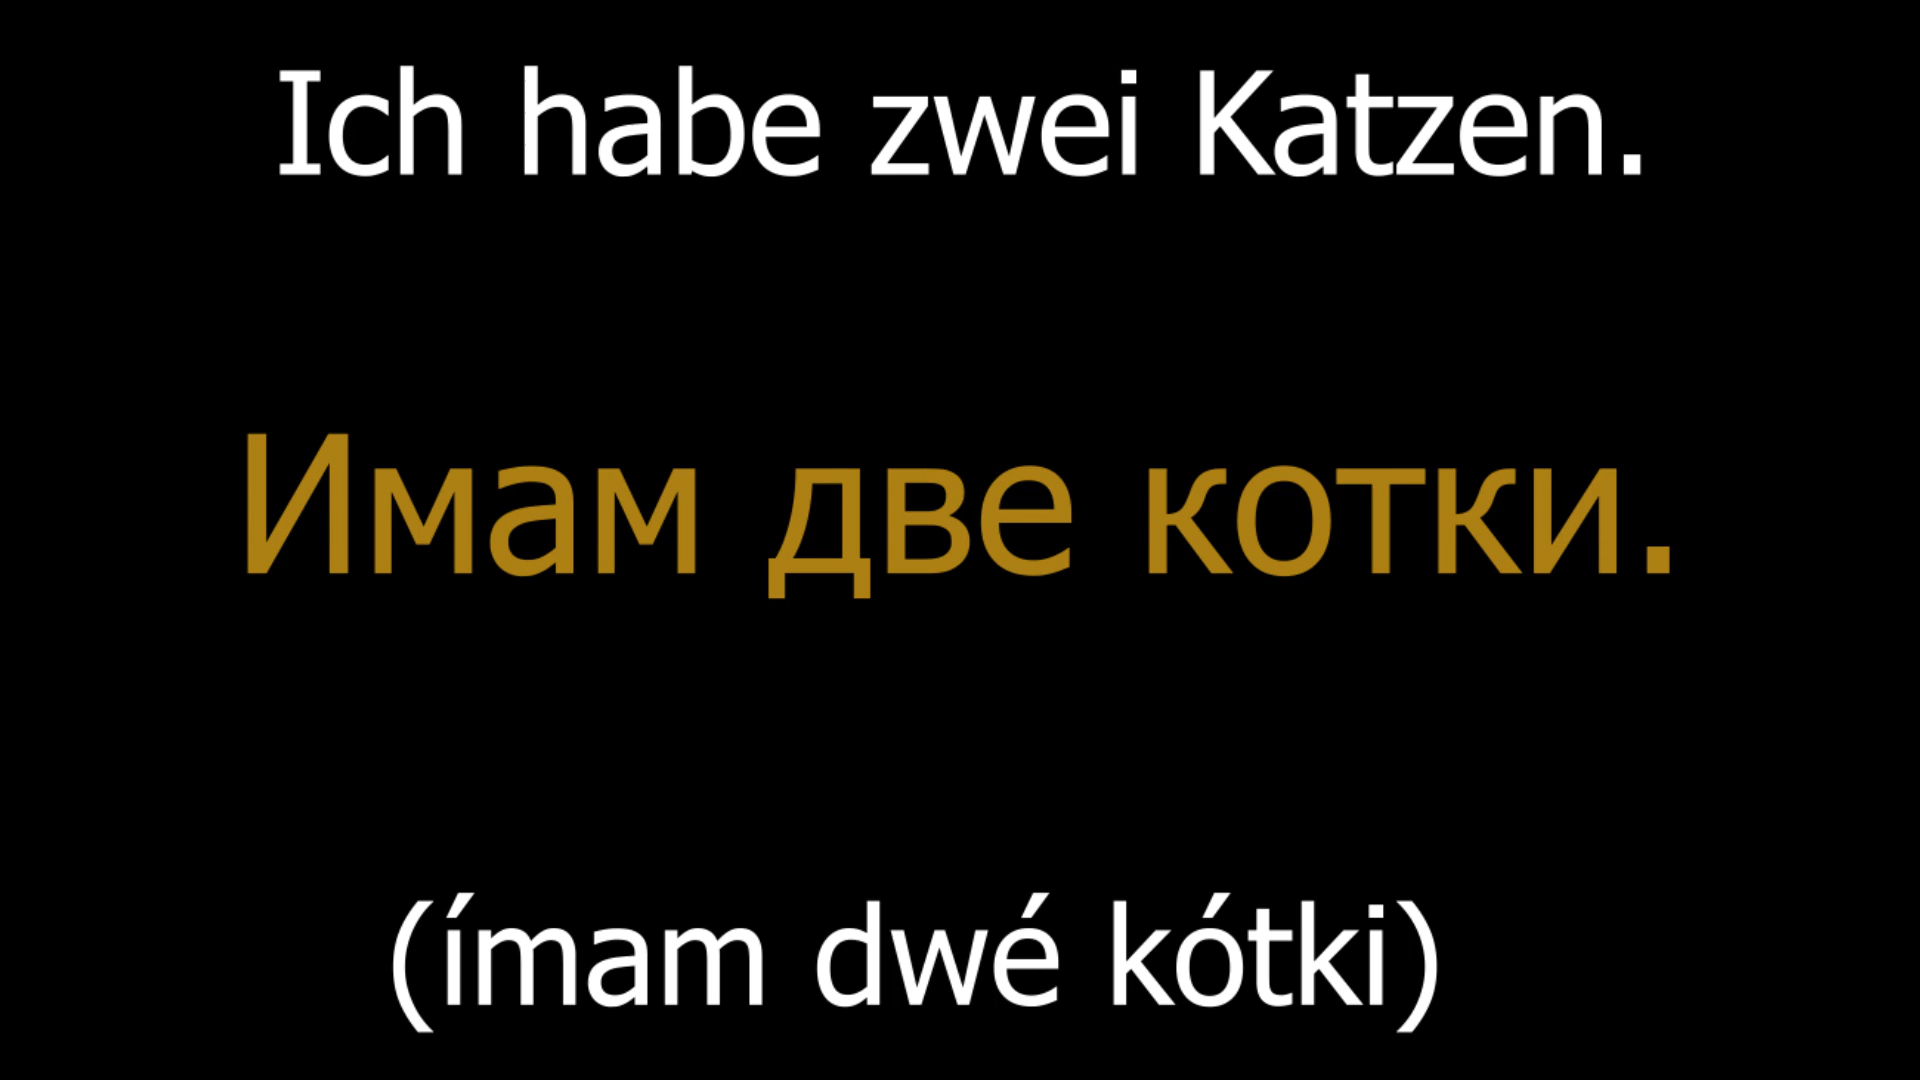 Ich habe zwei Katzen.
Имам две котки.
(ímam dwé kótki)